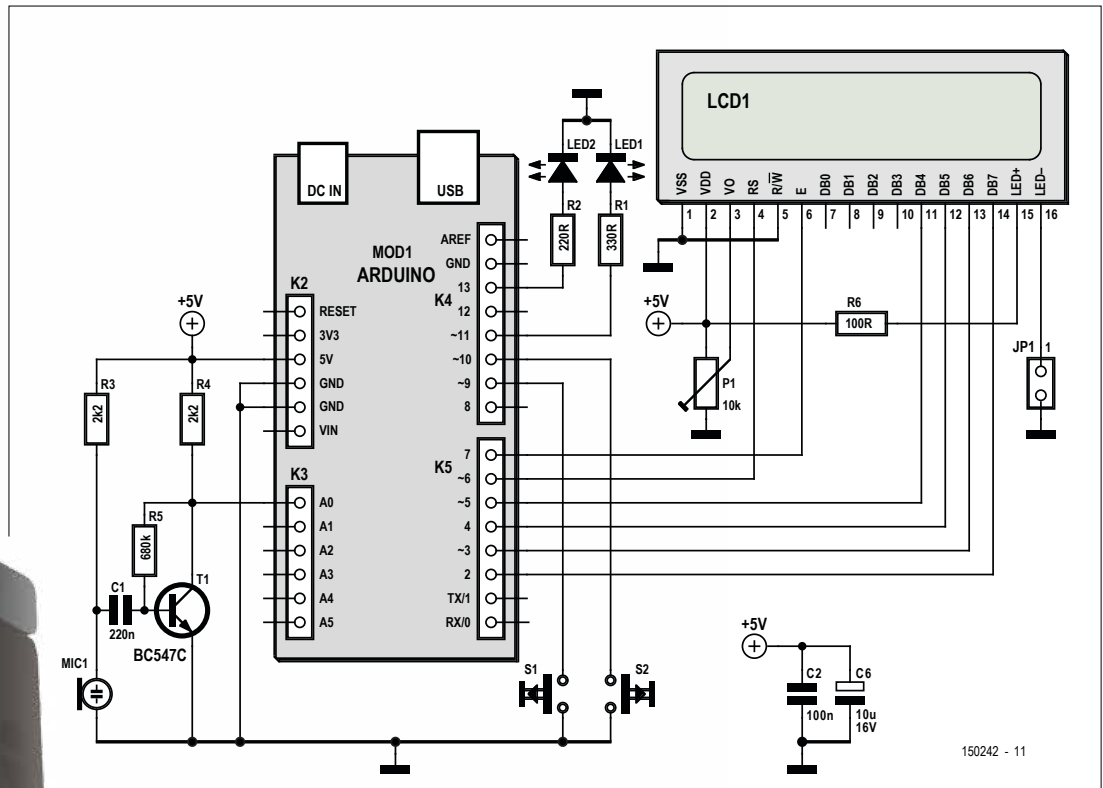 LCD1
VSS
VDD
VO
RS
R/W
E
DB0
DB1
DB2
DB3
DB4
DB5
DB6
DB7
LED+
LED–
1
2
3
4
5
6
7
8
9
10
11
12
13
14
15
16
LED2
LED1
R2
220R
R1
330R
DC IN
USB
MOD1
ARDUINO
K2
RESET
3V3
5V
GND
GND
VIN
K4
AREF
GND
13
12
~11
~10
~9
8
K3
A0
A1
A2
A3
A4
A5
K5
7
~6
~5
4
~3
2
TX/1
RX/0
+5V
R3
2k2
R4
2k2
R5
680k
C1
220n
T1
BC547C
MIC1
+5V
R6
100R
P1
10k
JP1
1
S1
S2
+5V
C2
100n
C6
10u
16V
150242 - 11